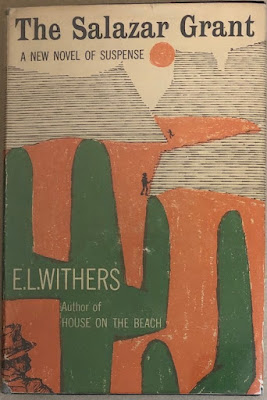 The Salazar Grant
A NEW NOVEL OF SUSPENSE
E.L.WITHERS
Author of
HOUSE ON THE BEACH